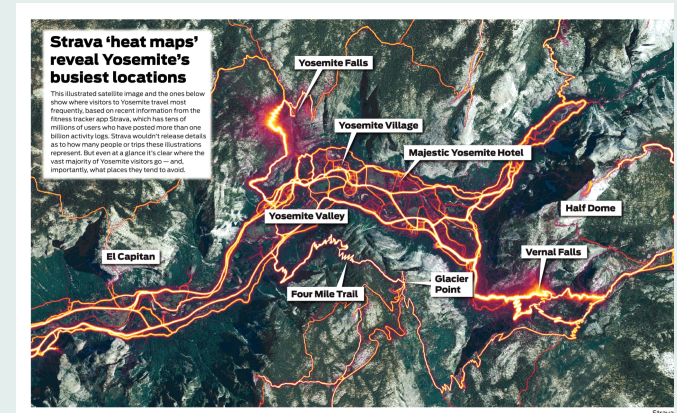 Strava ‘heat maps’
reveal Yosemite’s
busiest locations
This illustrated satellite image and the ones below
show where visitors to Yosemite travel most
frequently, based on recent information from the
fitness tracker app Strava, which has tens of
millions of users who have posted more than one
billion activity logs. Strava wouldn’t release details
as to how many people or trips these illustrations
represent. But even at a glance it’s clear where the
vast majority of Yosemite visitors go — and,
importantly, what places they tend to avoid.
Yosemite Falls
Yosemite Village
Majestic Yosemite Hotel
Half Dome
Yosemite Valley
El Capitan
Vernal Falls
Glacier
Point
Four Mile Trail
Strava